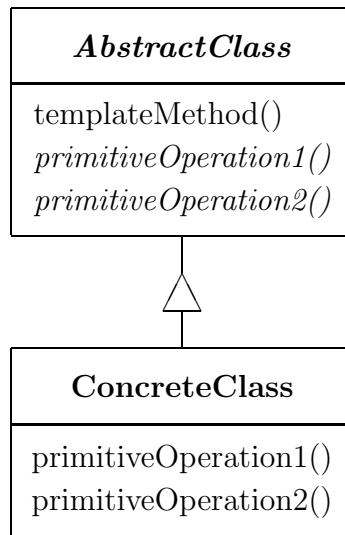 AbstractClass
templateMethod()
primitiveOperation1()
primitiveOperation2()
ConcreteClass
primitiveOperation1()
primitiveOperation2()